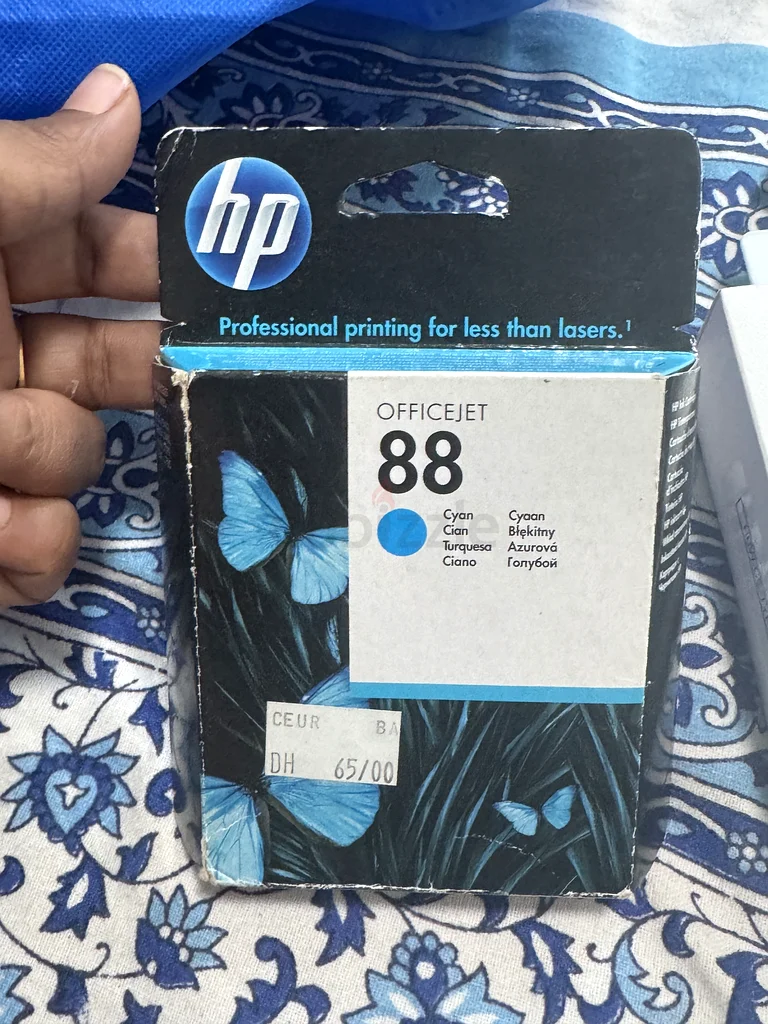 hp
Professional printing for less than lasers.¹
OFFICEJET
88
Cyan Cyaan
Cian Błękitny
Turquesa Azurová
Ciano Голубой
CEUR BA
DH 65/00